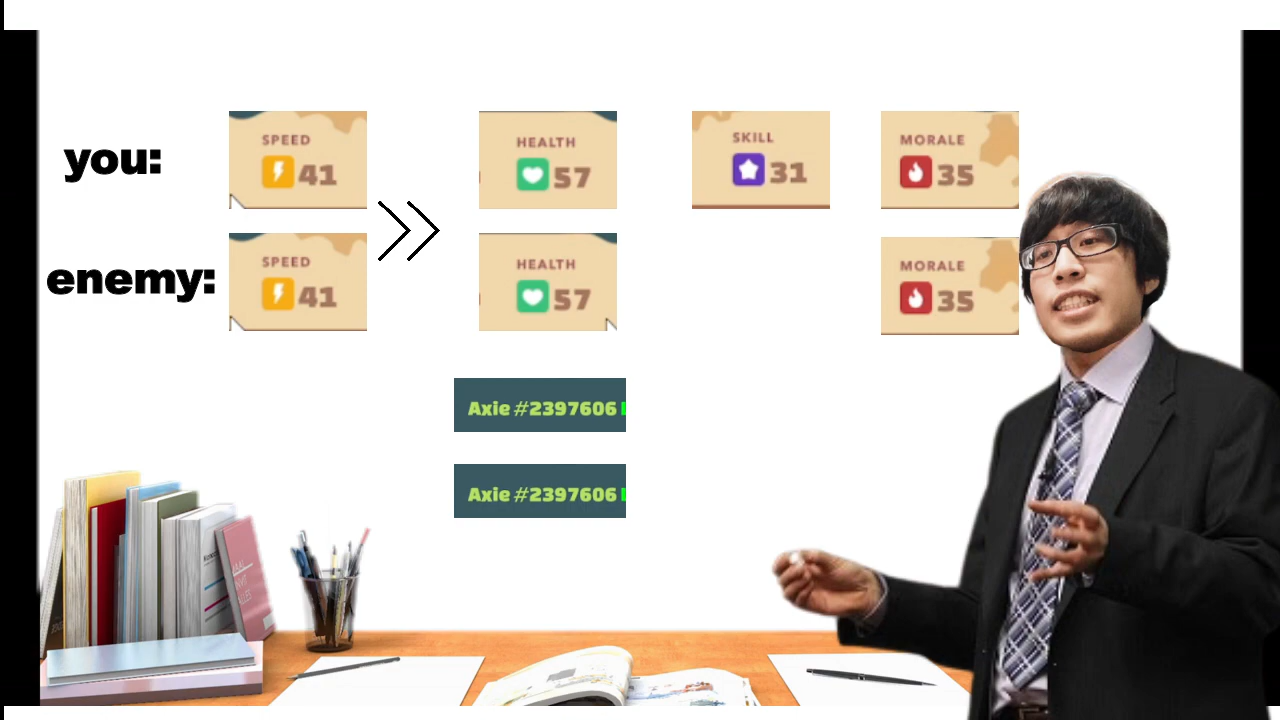 you:
SPEED
41
HEALTH
57
SKILL
31
MORALE
35
enemy:
SPEED
41
HEALTH
57
MORALE
35
Axie #2397606
Axie #2397606